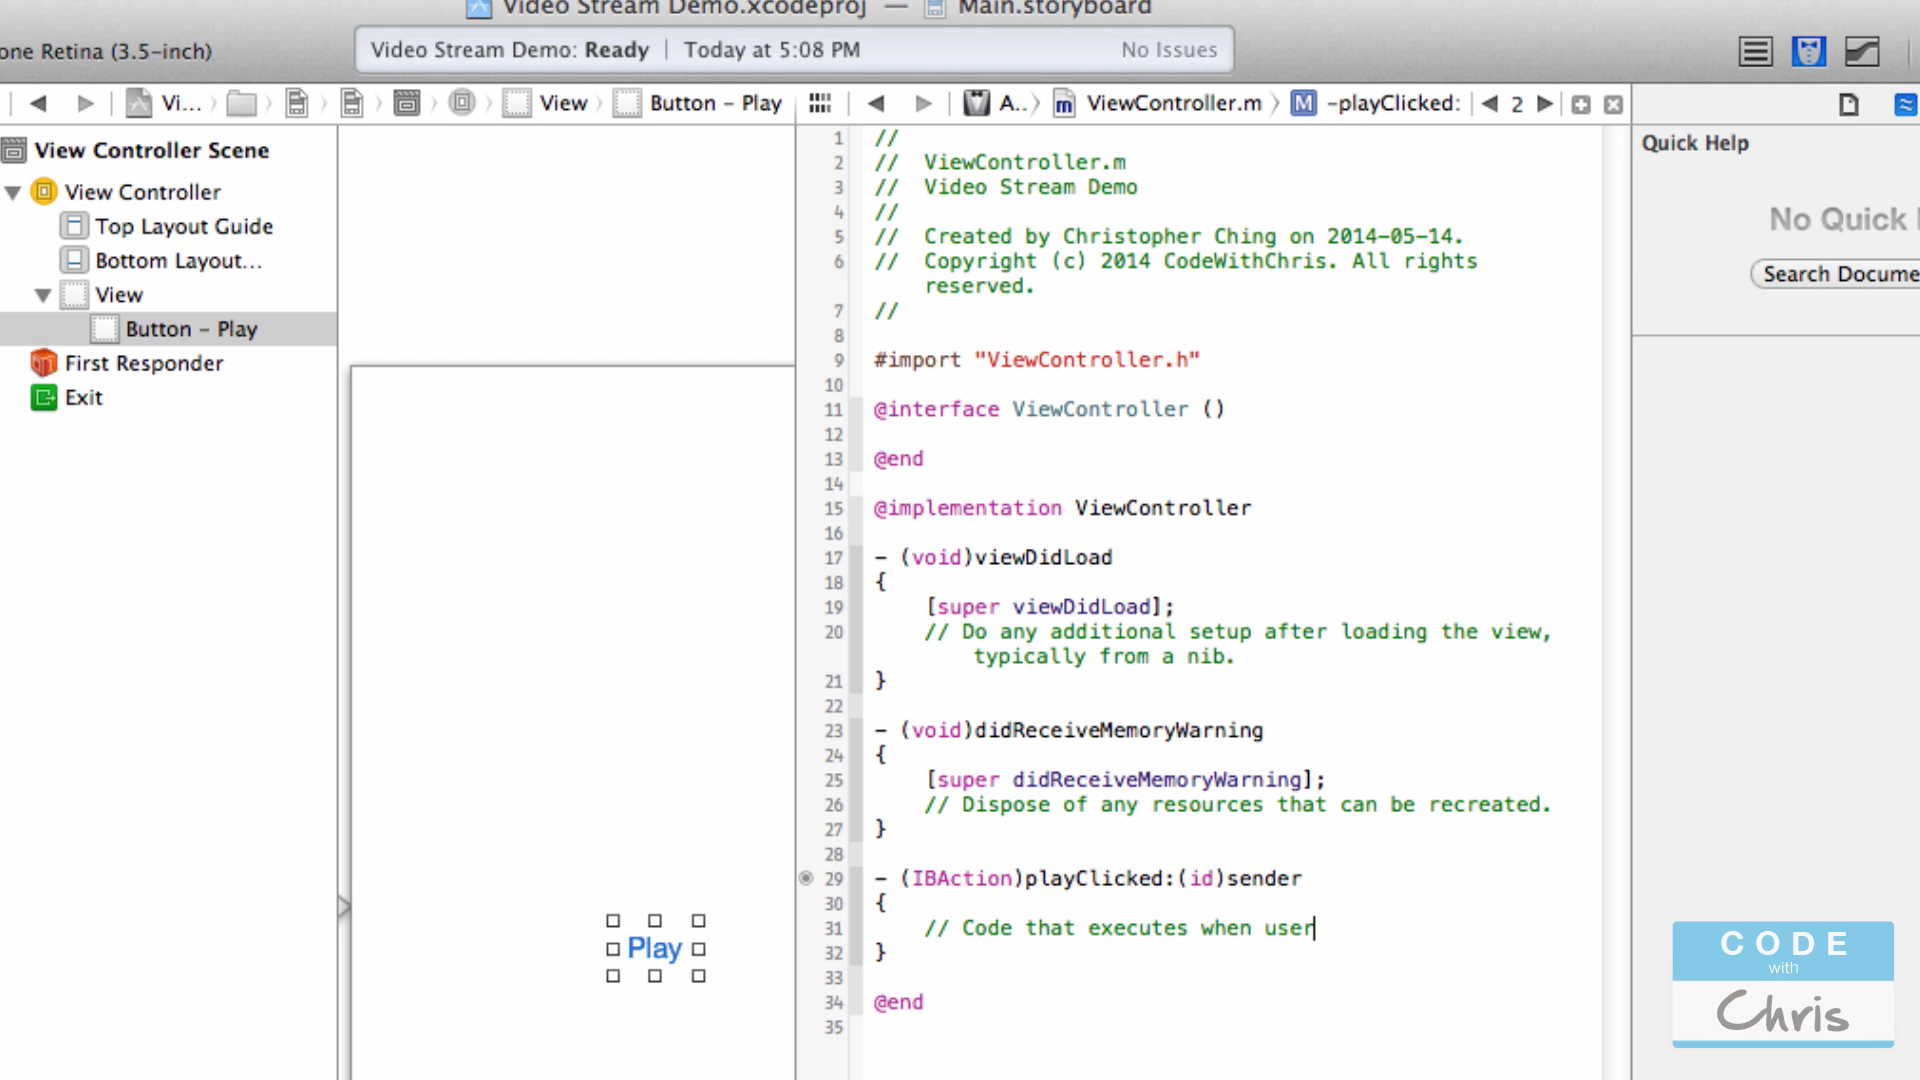 Video Stream Demo.xcodeproj — Main.storyboard
one Retina (3.5-inch)
Video Stream Demo: Ready | Today at 5:08 PM No Issues
Vi... View Button - Play
A.. ViewController.m M -playClicked: 2
View Controller Scene
View Controller
Top Layout Guide
Bottom Layout...
View
Button - Play
First Responder
Exit
Play
1 //
2 // ViewController.m
3 // Video Stream Demo
4 //
5 // Created by Christopher Ching on 2014-05-14.
6 // Copyright (c) 2014 CodeWithChris. All rights
reserved.
7 //
8
9 #import "ViewController.h"
10
11 @interface ViewController ()
12
13 @end
14
15 @implementation ViewController
16
17 - (void)viewDidLoad
18 {
19 [super viewDidLoad];
20 // Do any additional setup after loading the view,
typically from a nib.
21 }
22
23 - (void)didReceiveMemoryWarning
24 {
25 [super didReceiveMemoryWarning];
26 // Dispose of any resources that can be recreated.
27 }
28
29 - (IBAction)playClicked:(id)sender
30 {
31 // Code that executes when user
32 }
33
34 @end
35
Quick Help
No Quick
Search Docume
CODE
with
Chris